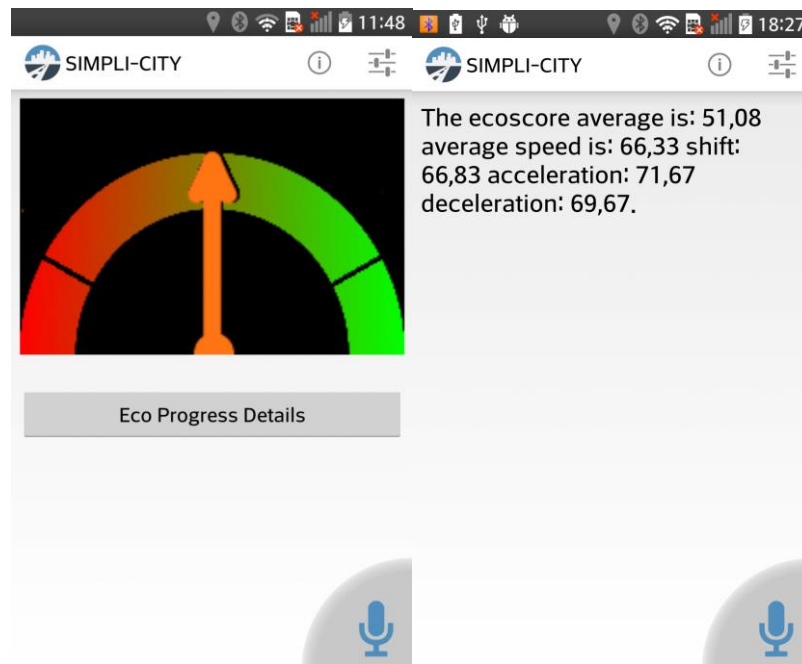 11:48
SIMPLI-CITY
Eco Progress Details
18:27
SIMPLI-CITY
The ecoscore average is: 51,08
average speed is: 66,33 shift:
66,83 acceleration: 71,67
deceleration: 69,67.